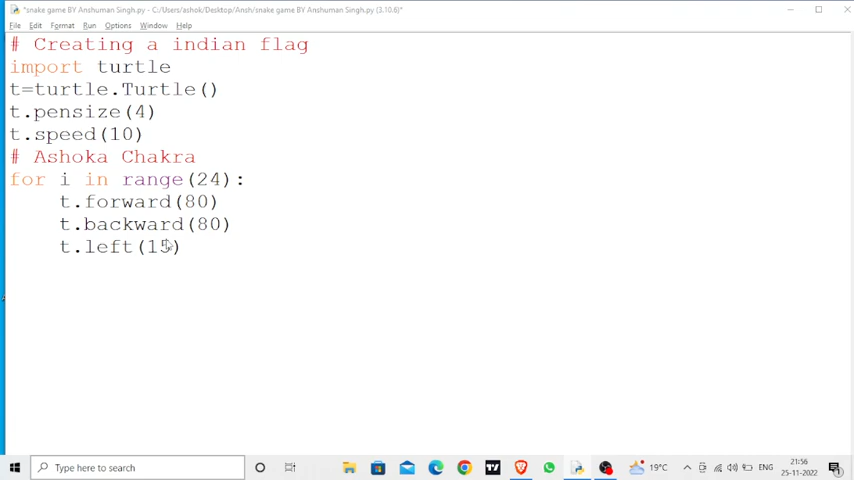 *snake game BY Anshuman Singh.py - C:/Users/ashok/Desktop/Ansh/snake game BY Anshuman Singh.py (3.10.6)*
File Edit Format Run Options Window Help
# Creating a indian flag
import turtle
t=turtle.Turtle()
t.pensize(4)
t.speed(10)
# Ashoka Chakra
for i in range(24):
t.forward(80)
t.backward(80)
t.left(15)
Type here to search
19°C
ENG
21:56
25-11-2022